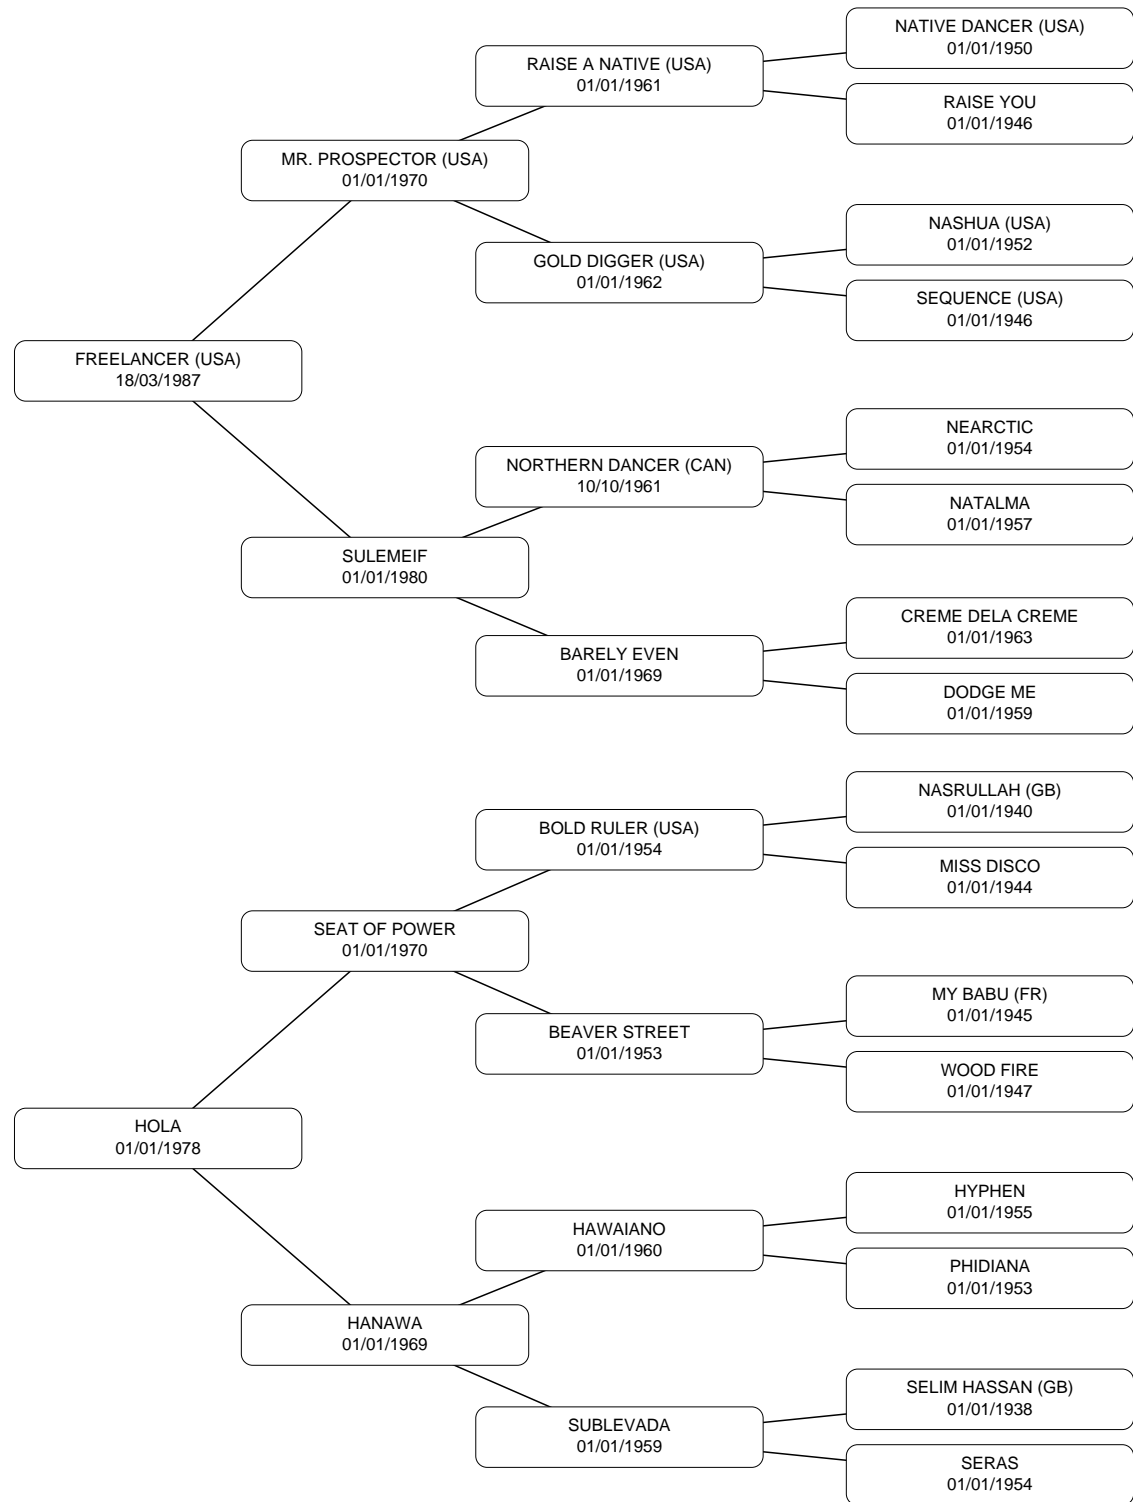 NATIVE DANCER (USA)
01/01/1950
RAISE A NATIVE (USA)
01/01/1961
RAISE YOU
01/01/1946
MR. PROSPECTOR (USA)
01/01/1970
NASHUA (USA)
01/01/1952
GOLD DIGGER (USA)
01/01/1962
SEQUENCE (USA)
01/01/1946
FREELANCER (USA)
18/03/1987
NEARCTIC
01/01/1954
NORTHERN DANCER (CAN)
10/10/1961
NATALMA
01/01/1957
SULEMEIF
01/01/1980
CREME DELA CREME
01/01/1963
BARELY EVEN
01/01/1969
DODGE ME
01/01/1959
NASRULLAH (GB)
01/01/1940
BOLD RULER (USA)
01/01/1954
MISS DISCO
01/01/1944
SEAT OF POWER
01/01/1970
MY BABU (FR)
01/01/1945
BEAVER STREET
01/01/1953
WOOD FIRE
01/01/1947
HOLA
01/01/1978
HYPHEN
01/01/1955
HAWAIANO
01/01/1960
PHIDIANA
01/01/1953
HANAWA
01/01/1969
SELIM HASSAN (GB)
01/01/1938
SUBLEVADA
01/01/1959
SERAS
01/01/1954